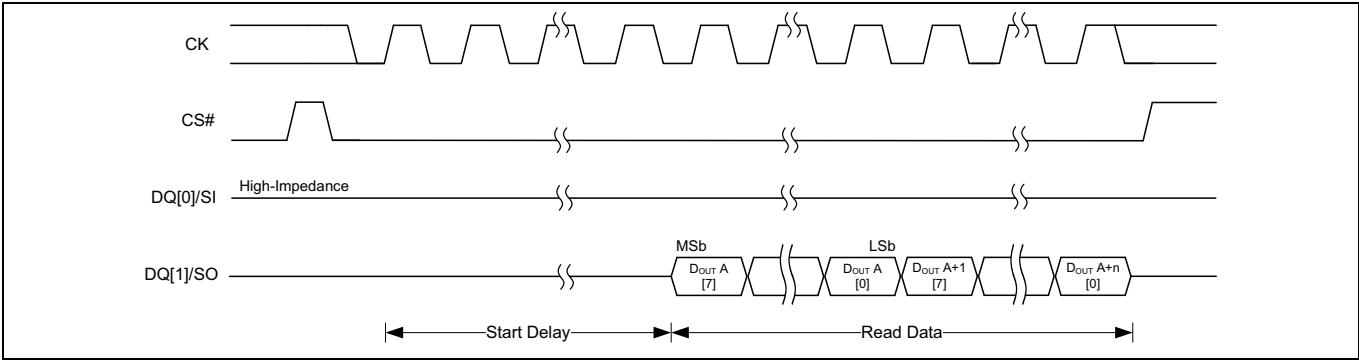 CK
CS#
DQ[0]/SI
High-Impedance
DQ[1]/SO
MSb
LSb
DOUT A
[7]
DOUT A
[0]
DOUT A+1
[7]
DOUT A+n
[0]
Start Delay
Read Data